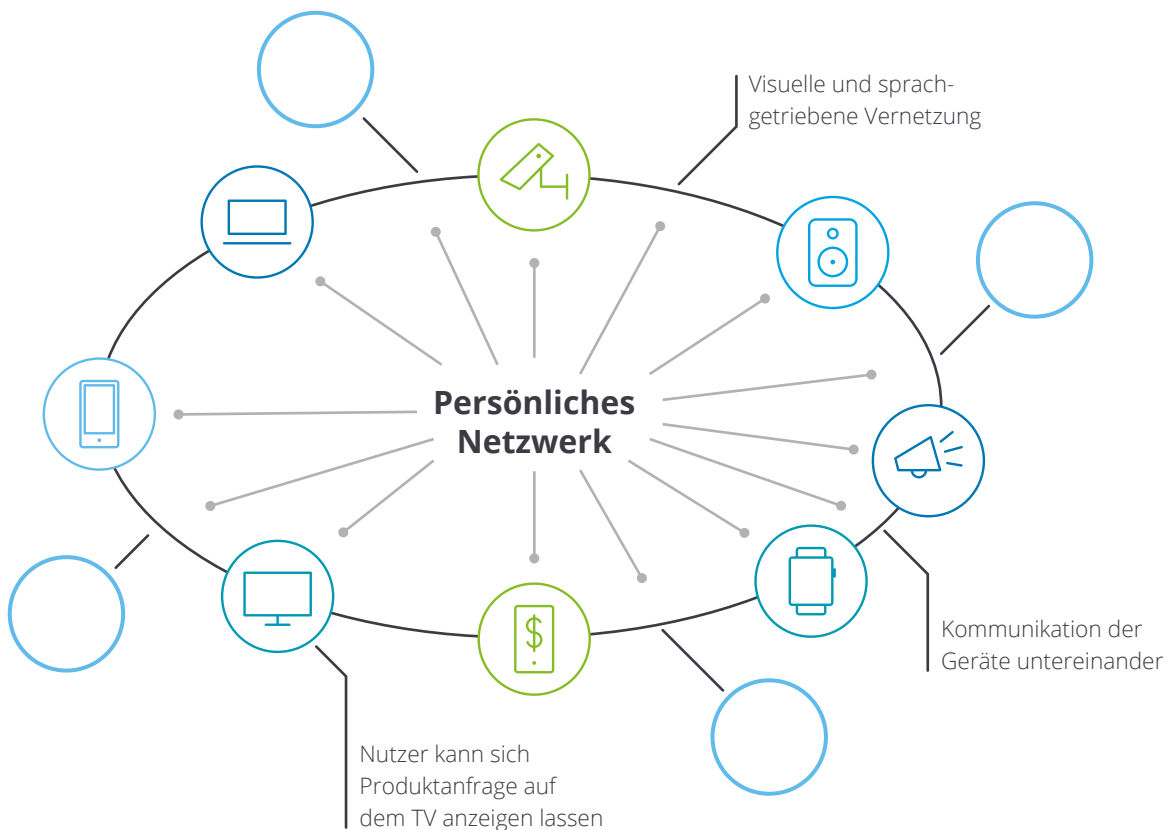 Visuelle und sprach-
getriebene Vernetzung
Persönliches
Netzwerk
$
Kommunikation der
Geräte untereinander
Nutzer kann sich
Produktanfrage auf
dem TV anzeigen lassen